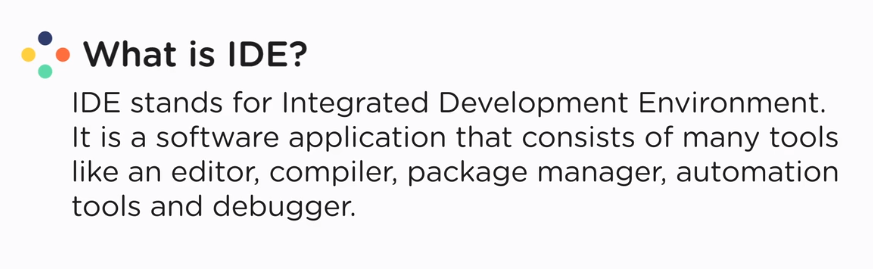 What is IDE?
IDE stands for Integrated Development Environment.
It is a software application that consists of many tools
like an editor, compiler, package manager, automation
tools and debugger.